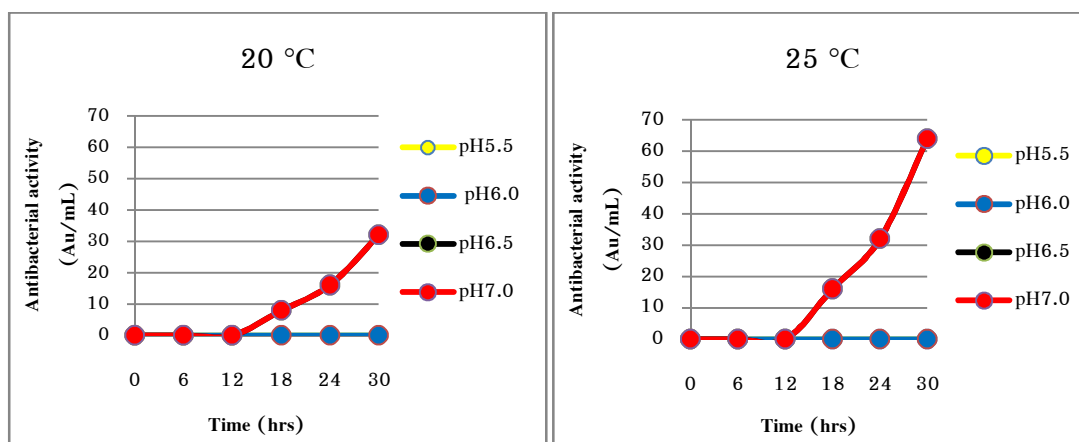 20 °C
Antibacterial activity
(Au/mL)
70
60
50
40
30
20
10
0
0 6 12 18 24 30
Time (hrs)
pH5.5
pH6.0
pH6.5
pH7.0
25 °C
Antibacterial activity
(Au/mL)
70
60
50
40
30
20
10
0
0 6 12 18 24 30
Time (hrs)
pH5.5
pH6.0
pH6.5
pH7.0